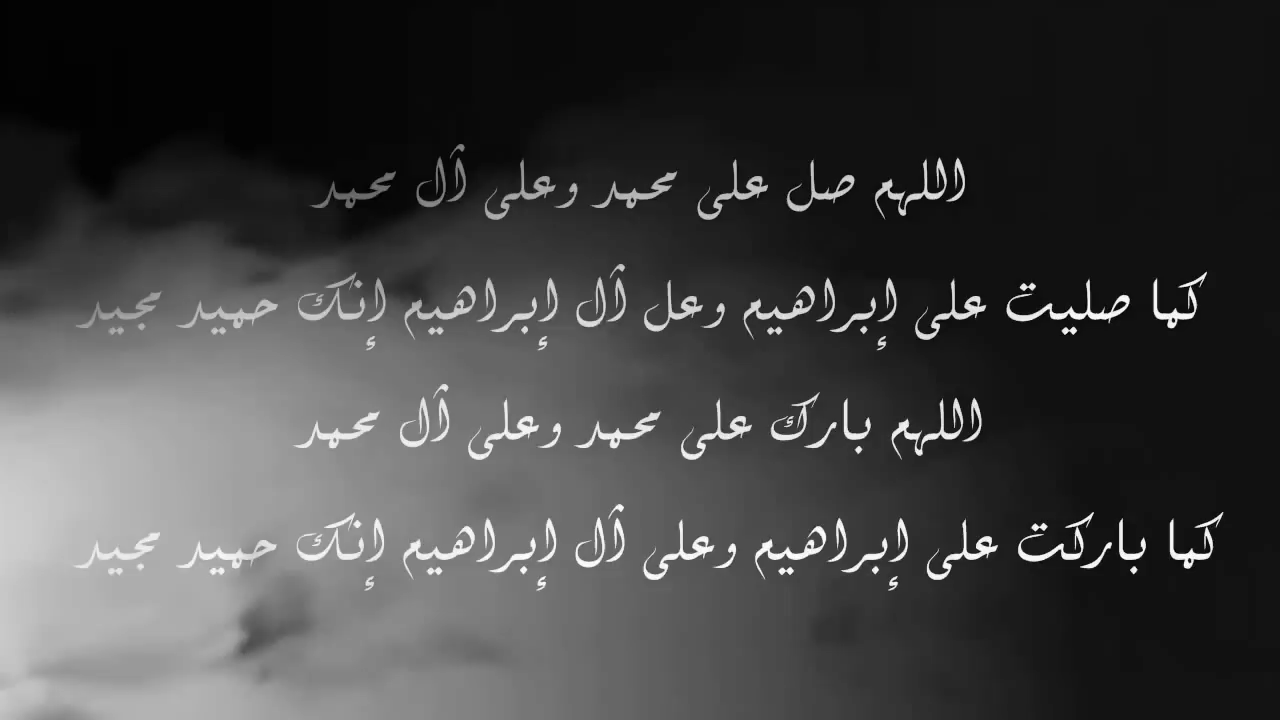 اللهم صل على محمد وعلى آل محمد
كما صليت على إبراهيم وعل آل إبراهيم إنك حميد مجيد
اللهم بارك على محمد وعلى آل محمد
كما باركت على إبراهيم وعلى آل إبراهيم إنك حميد مجيد